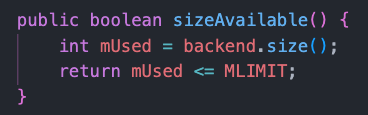 public boolean sizeAvailable() {
    int mUsed = backend.size();
    return mUsed <= MLIMIT;
}